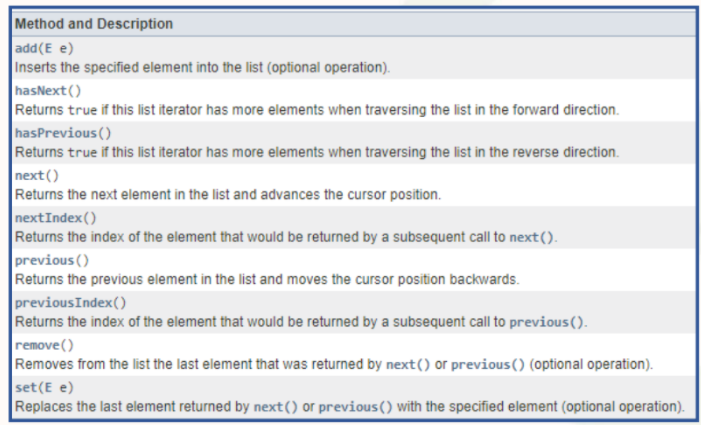 Method and Description
add(E e)
Inserts the specified element into the list (optional operation).
hasNext()
Returns true if this list iterator has more elements when traversing the list in the forward direction.
hasPrevious()
Returns true if this list iterator has more elements when traversing the list in the reverse direction.
next()
Returns the next element in the list and advances the cursor position.
nextIndex()
Returns the index of the element that would be returned by a subsequent call to next().
previous()
Returns the previous element in the list and moves the cursor position backwards.
previousIndex()
Returns the index of the element that would be returned by a subsequent call to previous().
remove()
Removes from the list the last element that was returned by next() or previous() (optional operation).
set(E e)
Replaces the last element returned by next() or previous() with the specified element (optional operation).